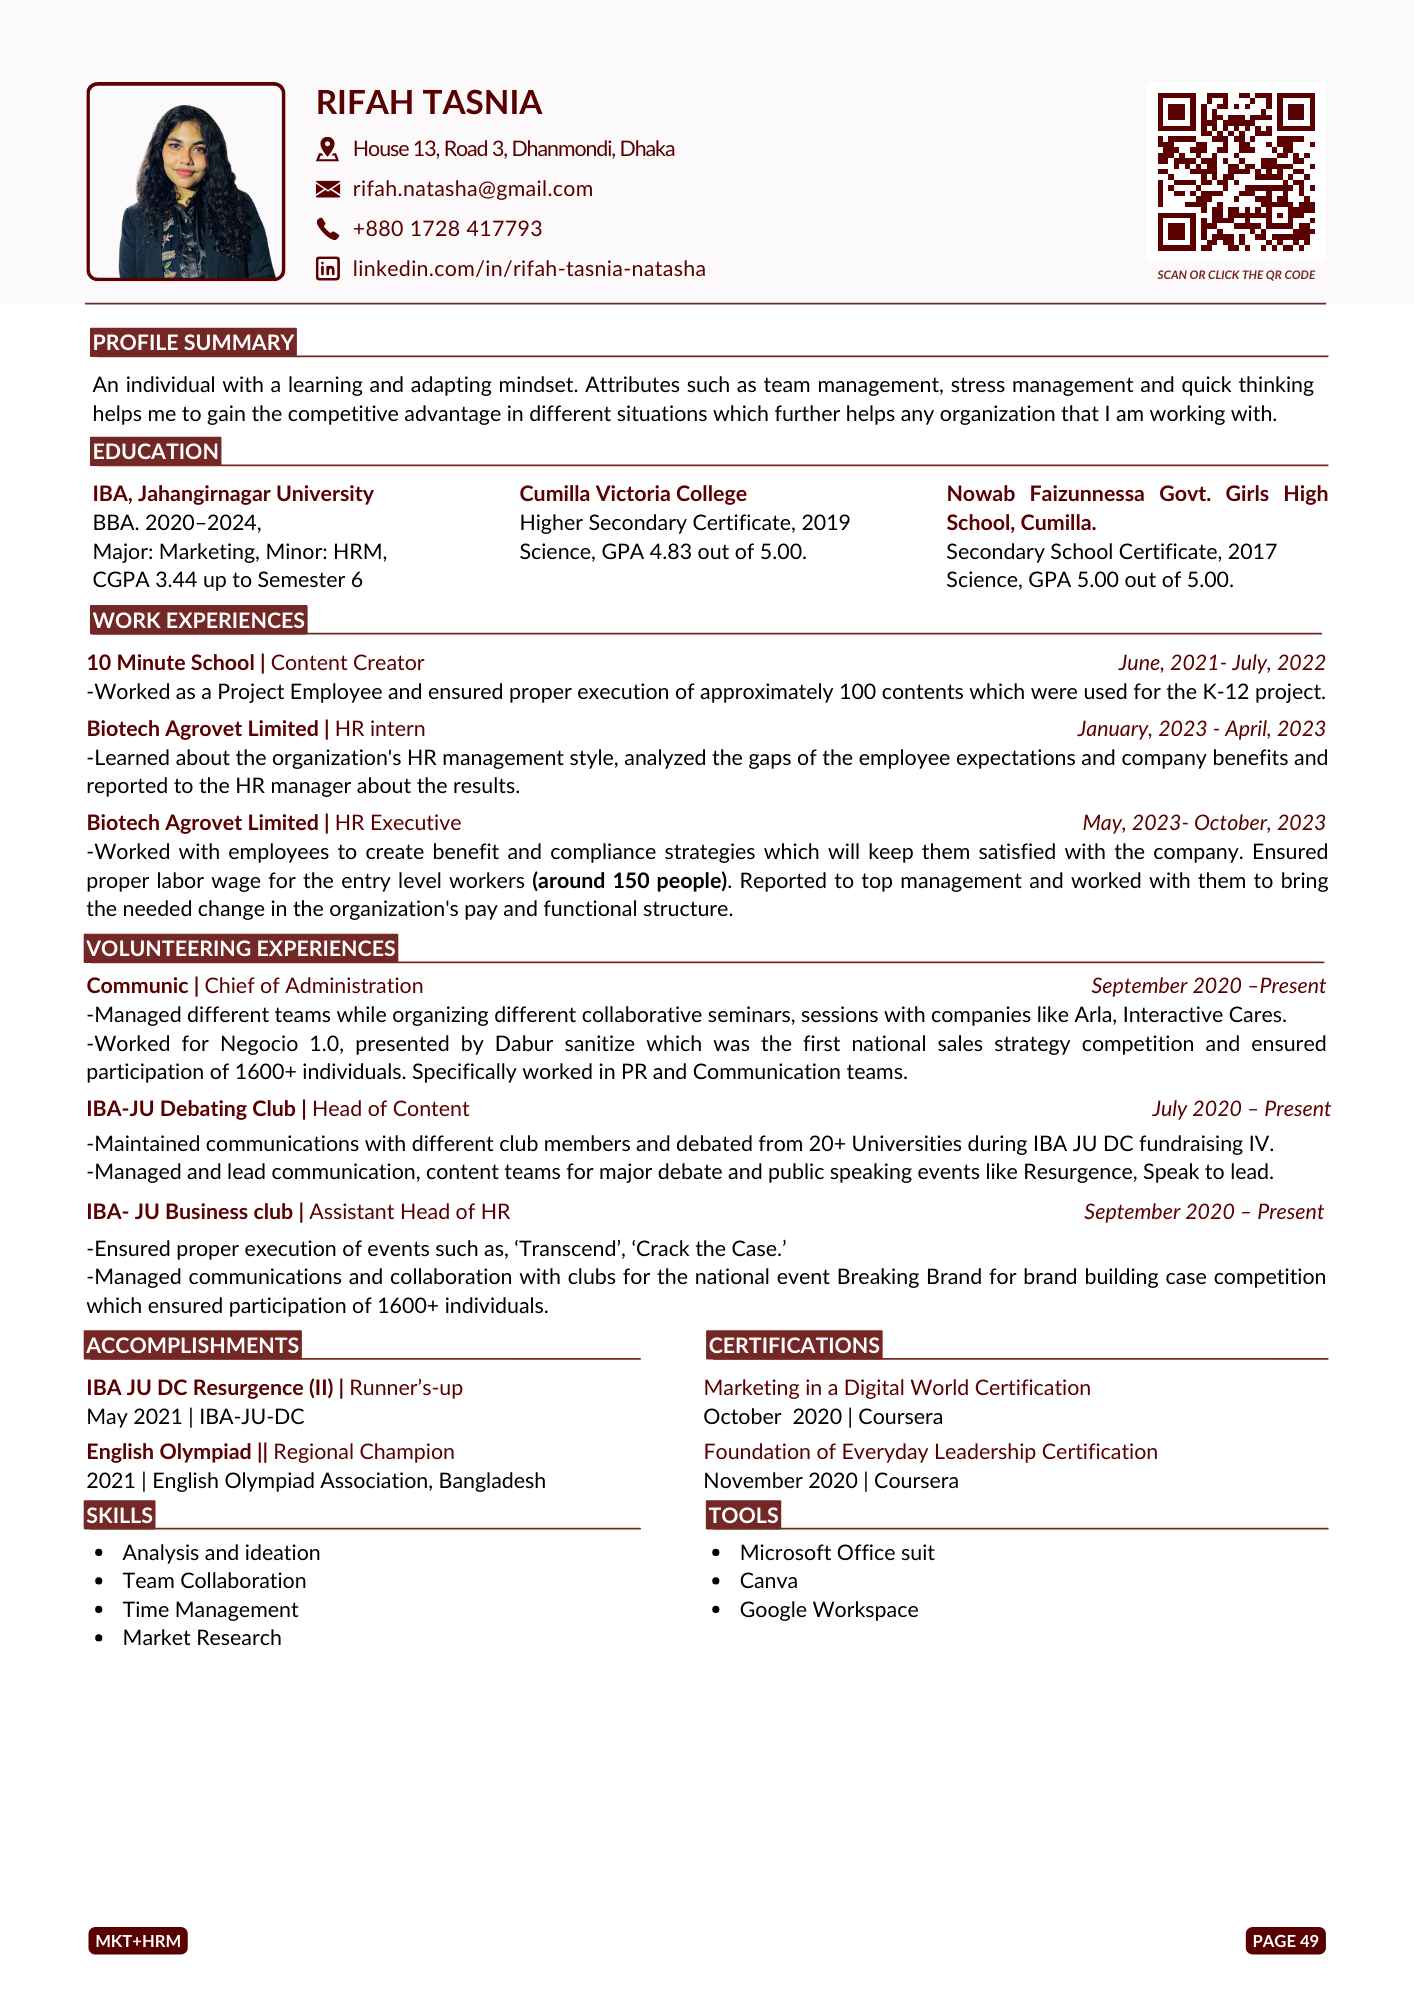 RIFAH TASNIA
House 13, Road 3, Dhanmondi, Dhaka
rifah.natasha@gmail.com
+880 1728 417793
linkedin.com/in/rifah-tasnia-natasha
SCAN OR CLICK THE QR CODE
PROFILE SUMMARY
An individual with a learning and adapting mindset. Attributes such as team management, stress management and quick thinking
helps me to gain the competitive advantage in different situations which further helps any organization that I am working with.
EDUCATION
IBA, Jahangirnagar University
BBA. 2020–2024,
Major: Marketing, Minor: HRM,
CGPA 3.44 up to Semester 6
Cumilla Victoria College
Higher Secondary Certificate, 2019
Science, GPA 4.83 out of 5.00.
Nowab Faizunnessa Govt. Girls High
School, Cumilla.
Secondary School Certificate, 2017
Science, GPA 5.00 out of 5.00.
WORK EXPERIENCES
10 Minute School | Content Creator June, 2021- July, 2022
-Worked as a Project Employee and ensured proper execution of approximately 100 contents which were used for the K-12 project.
Biotech Agrovet Limited | HR intern January, 2023 - April, 2023
-Learned about the organization's HR management style, analyzed the gaps of the employee expectations and company benefits and
reported to the HR manager about the results.
Biotech Agrovet Limited | HR Executive May, 2023- October, 2023
-Worked with employees to create benefit and compliance strategies which will keep them satisfied with the company. Ensured
proper labor wage for the entry level workers (around 150 people). Reported to top management and worked with them to bring
the needed change in the organization's pay and functional structure.
VOLUNTEERING EXPERIENCES
Communic | Chief of Administration September 2020 –Present
-Managed different teams while organizing different collaborative seminars, sessions with companies like Arla, Interactive Cares.
-Worked for Negocio 1.0, presented by Dabur sanitize which was the first national sales strategy competition and ensured
participation of 1600+ individuals. Specifically worked in PR and Communication teams.
IBA-JU Debating Club | Head of Content July 2020 – Present
-Maintained communications with different club members and debated from 20+ Universities during IBA JU DC fundraising IV.
-Managed and lead communication, content teams for major debate and public speaking events like Resurgence, Speak to lead.
IBA- JU Business club | Assistant Head of HR September 2020 – Present
-Ensured proper execution of events such as, ‘Transcend’, ‘Crack the Case.’
-Managed communications and collaboration with clubs for the national event Breaking Brand for brand building case competition
which ensured participation of 1600+ individuals.
ACCOMPLISHMENTS
IBA JU DC Resurgence (II) | Runner’s-up
May 2021 | IBA-JU-DC
English Olympiad || Regional Champion
2021 | English Olympiad Association, Bangladesh
CERTIFICATIONS
Marketing in a Digital World Certification
October 2020 | Coursera
Foundation of Everyday Leadership Certification
November 2020 | Coursera
SKILLS
• Analysis and ideation
• Team Collaboration
• Time Management
• Market Research
TOOLS
• Microsoft Office suit
• Canva
• Google Workspace
MKT+HRM
PAGE 49